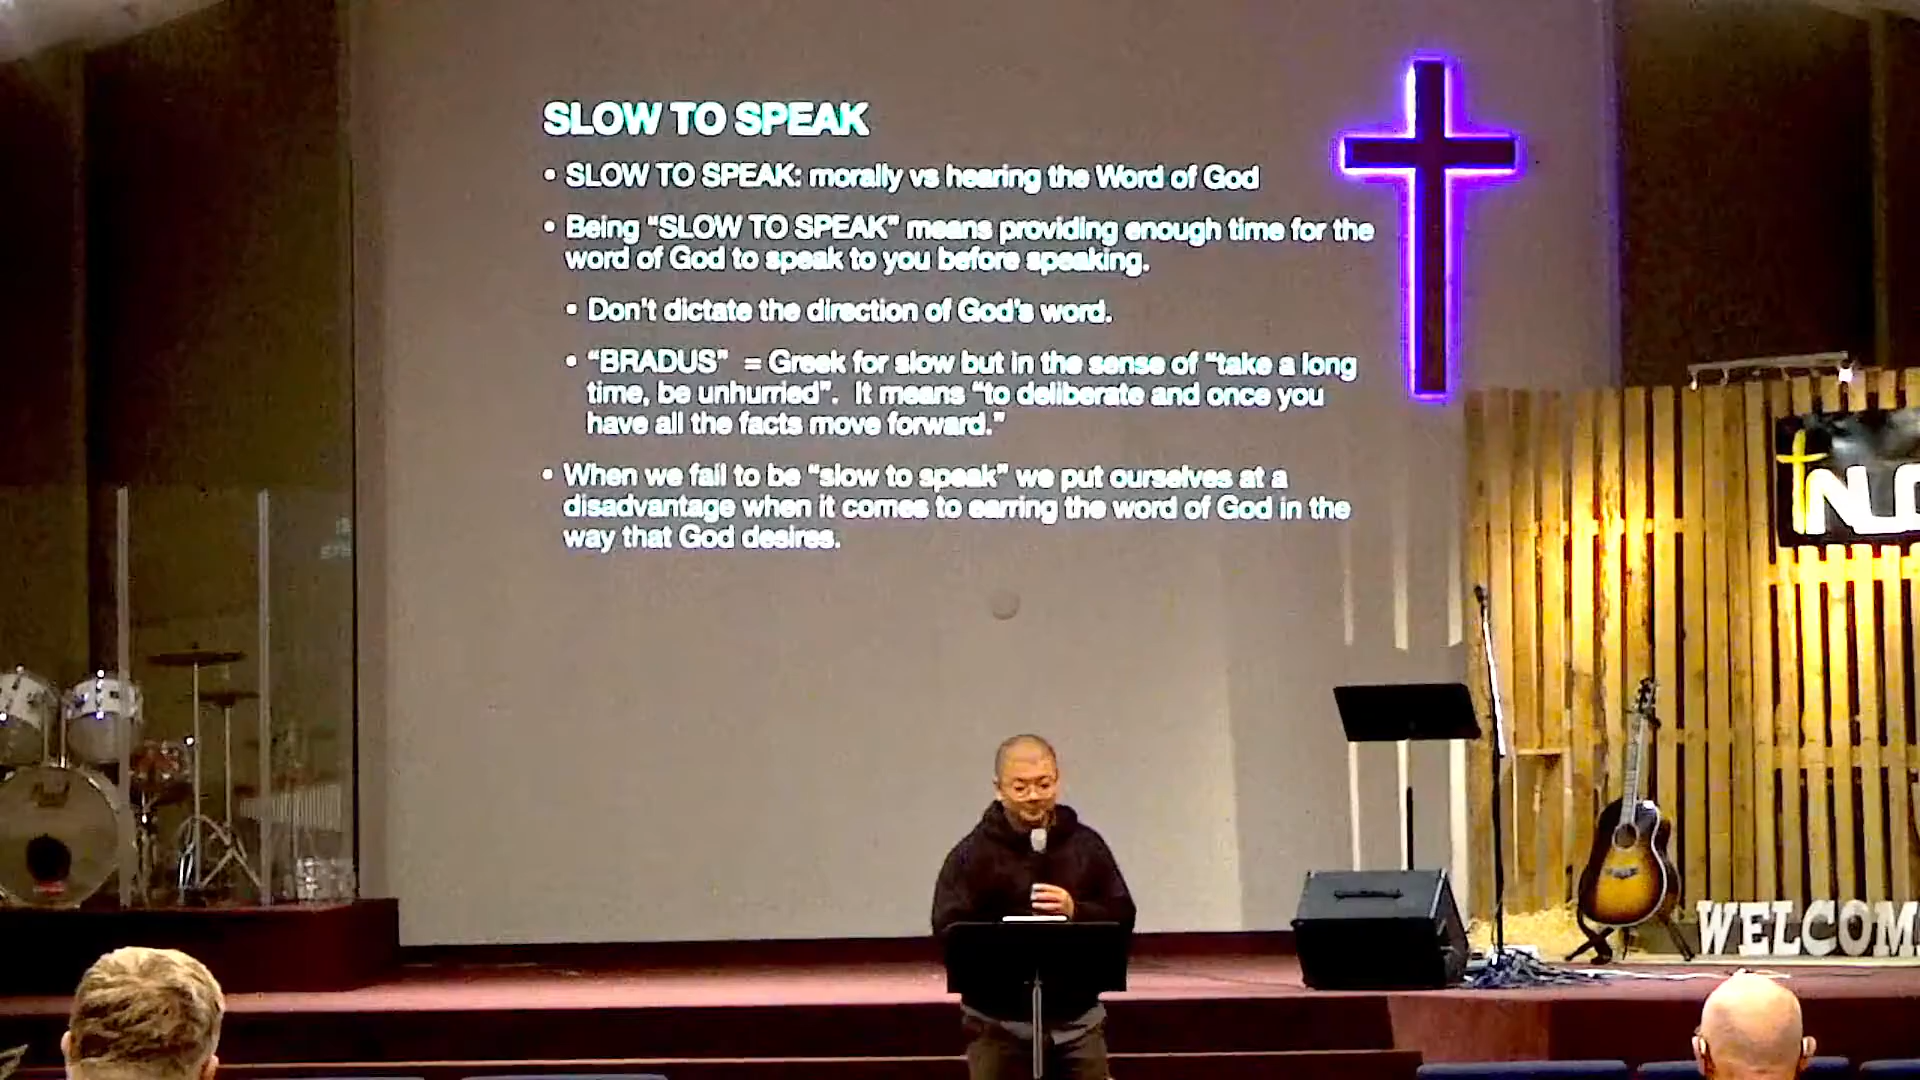 SLOW TO SPEAK
• SLOW TO SPEAK: morally vs hearing the Word of God
• Being “SLOW TO SPEAK” means providing enough time for the
word of God to speak to you before speaking.
• Don't dictate the direction of God's word.
• “BRADUS” = Greek for slow but in the sense of “take a long
time, be unhurried”. It means “to deliberate and once you
have all the facts move forward.”
• When we fail to be “slow to speak” we put ourselves at a
disadvantage when it comes to earring the word of God in the
way that God desires.
WELCOM